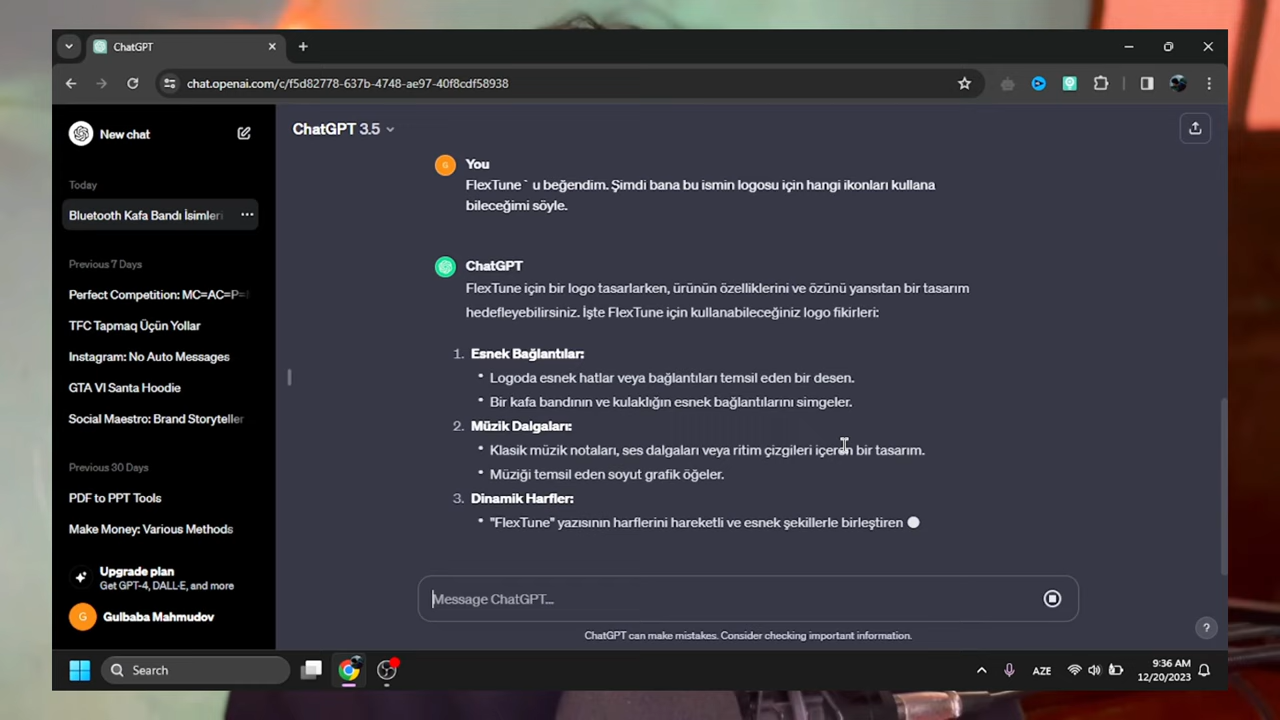 ChatGPT
chat.openai.com/c/f5d82778-637b-4748-ae97-40f8cdf58938
New chat
Today
Bluetooth Kafa Bandı İsimleri
Previous 7 Days
Perfect Competition: MC=AC=P=
TFC Tapmaq Üçün Yollar
Instagram: No Auto Messages
GTA VI Santa Hoodie
Social Maestro: Brand Storyteller
Previous 30 Days
PDF to PPT Tools
Make Money: Various Methods
Upgrade plan
Get GPT-4, DALL·E, and more
G
Gulbaba Mahmudov
ChatGPT 3.5
G
You
FlexTune` u beğendim. Şimdi bana bu ismin logosu için hangi ikonları kullana
bileceğimi söyle.
ChatGPT
FlexTune için bir logo tasarlarken, ürünün özelliklerini ve özünü yansıtan bir tasarım
hedefleyebilirsiniz. İşte FlexTune için kullanabileceğiniz logo fikirleri:
1. Esnek Bağlantılar:
• Logoda esnek hatlar veya bağlantıları temsil eden bir desen.
• Bir kafa bandının ve kulaklığın esnek bağlantılarını simgeler.
2. Müzik Dalgaları:
• Klasik müzik notaları, ses dalgaları veya ritim çizgileri içeren bir tasarım.
• Müziği temsil eden soyut grafik öğeler.
3. Dinamik Harfler:
• "FlexTune" yazısının harflerini hareketli ve esnek şekillerle birleştiren
Message ChatGPT...
ChatGPT can make mistakes. Consider checking important information.
?
Search
AZE
9:36 AM
12/20/2023